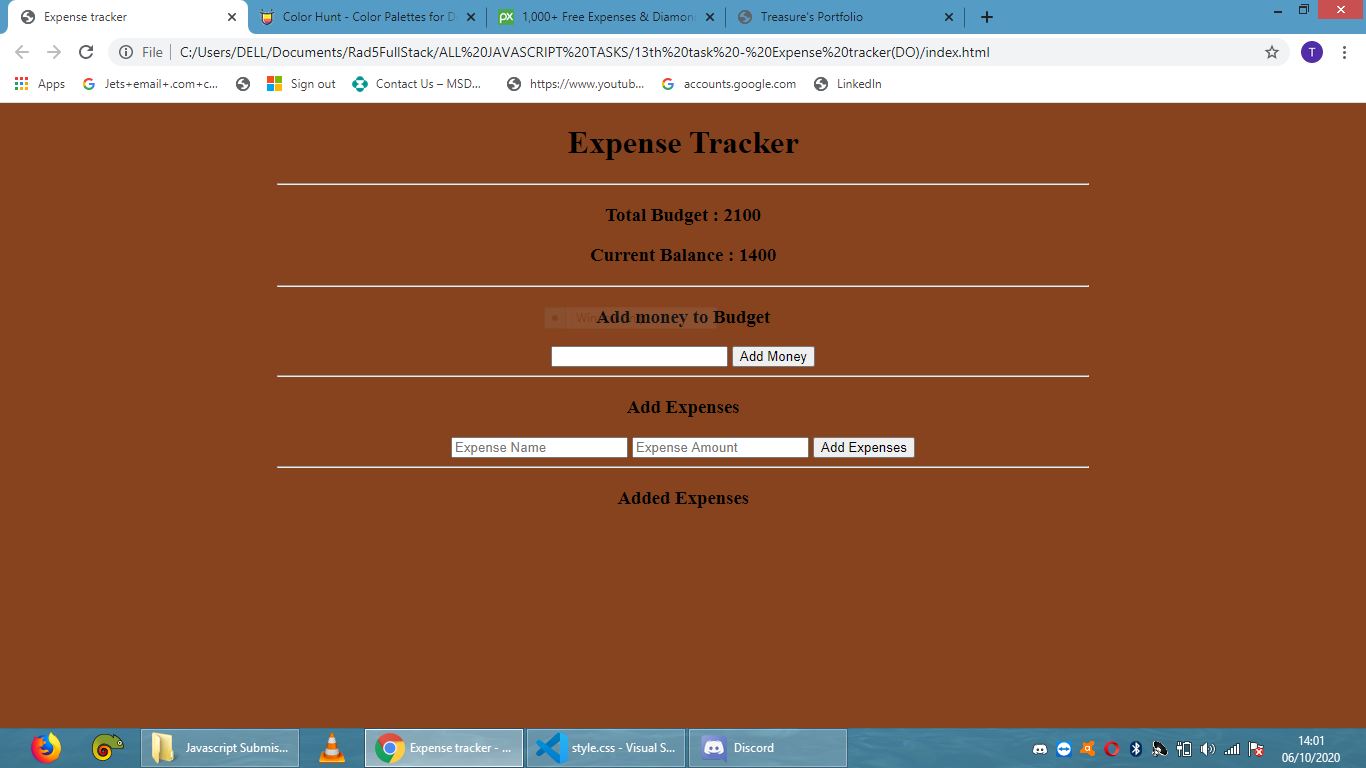 Expense tracker
Color Hunt - Color Palettes for D
px 1,000+ Free Expenses & Diamon
Treasure's Portfolio
File | C:/Users/DELL/Documents/Rad5FullStack/ALL%20JAVASCRIPT%20TASKS/13th%20task%20-%20Expense%20tracker(DO)/index.html
T
Apps
Jets+email+.com+c...
Sign out
Contact Us – MSD...
https://www.youtub...
accounts.google.com
LinkedIn
Expense Tracker
Total Budget : 2100
Current Balance : 1400
Add money to Budget
Add Money
Add Expenses
Expense Name
Expense Amount
Add Expenses
Added Expenses
Javascript Submis...
Expense tracker - ...
style.css - Visual S...
Discord
14:01
06/10/2020